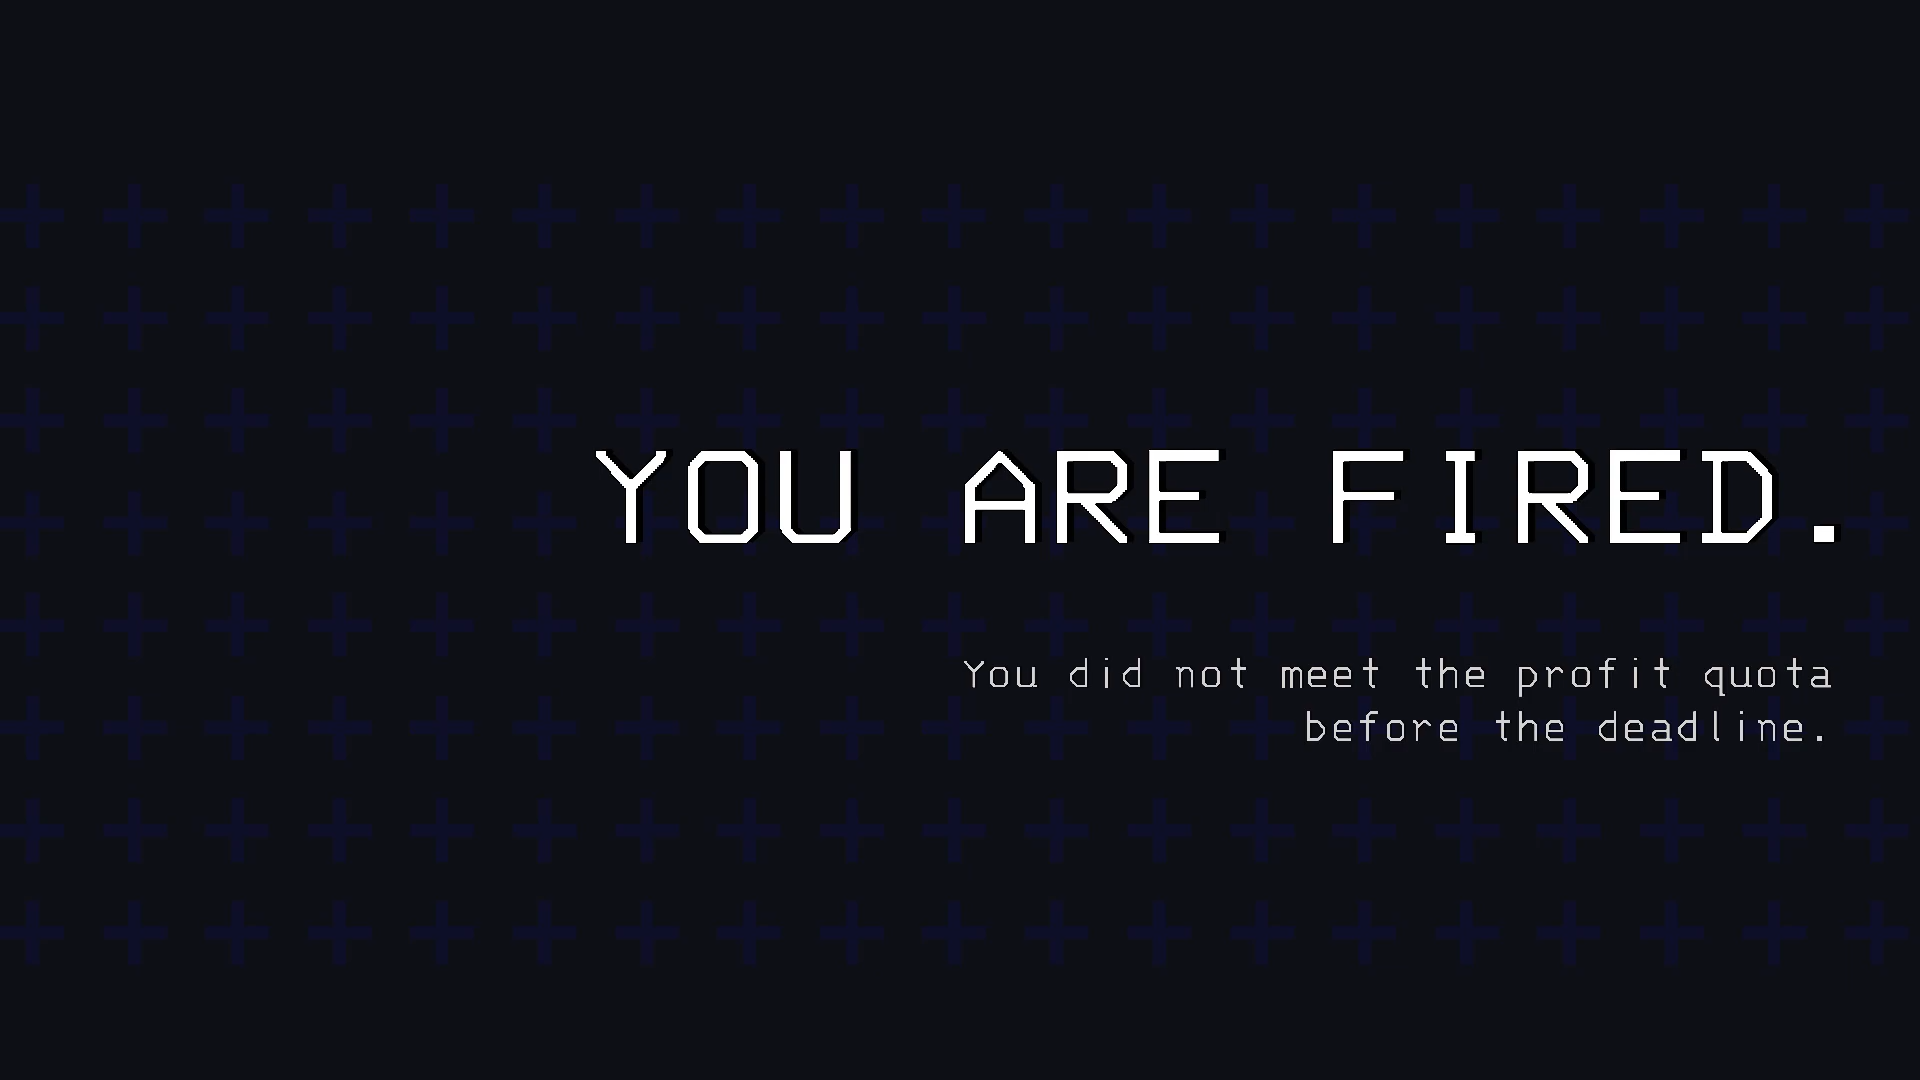 YOU ARE FIRED.
You did not meet the profit quota
before the deadline.